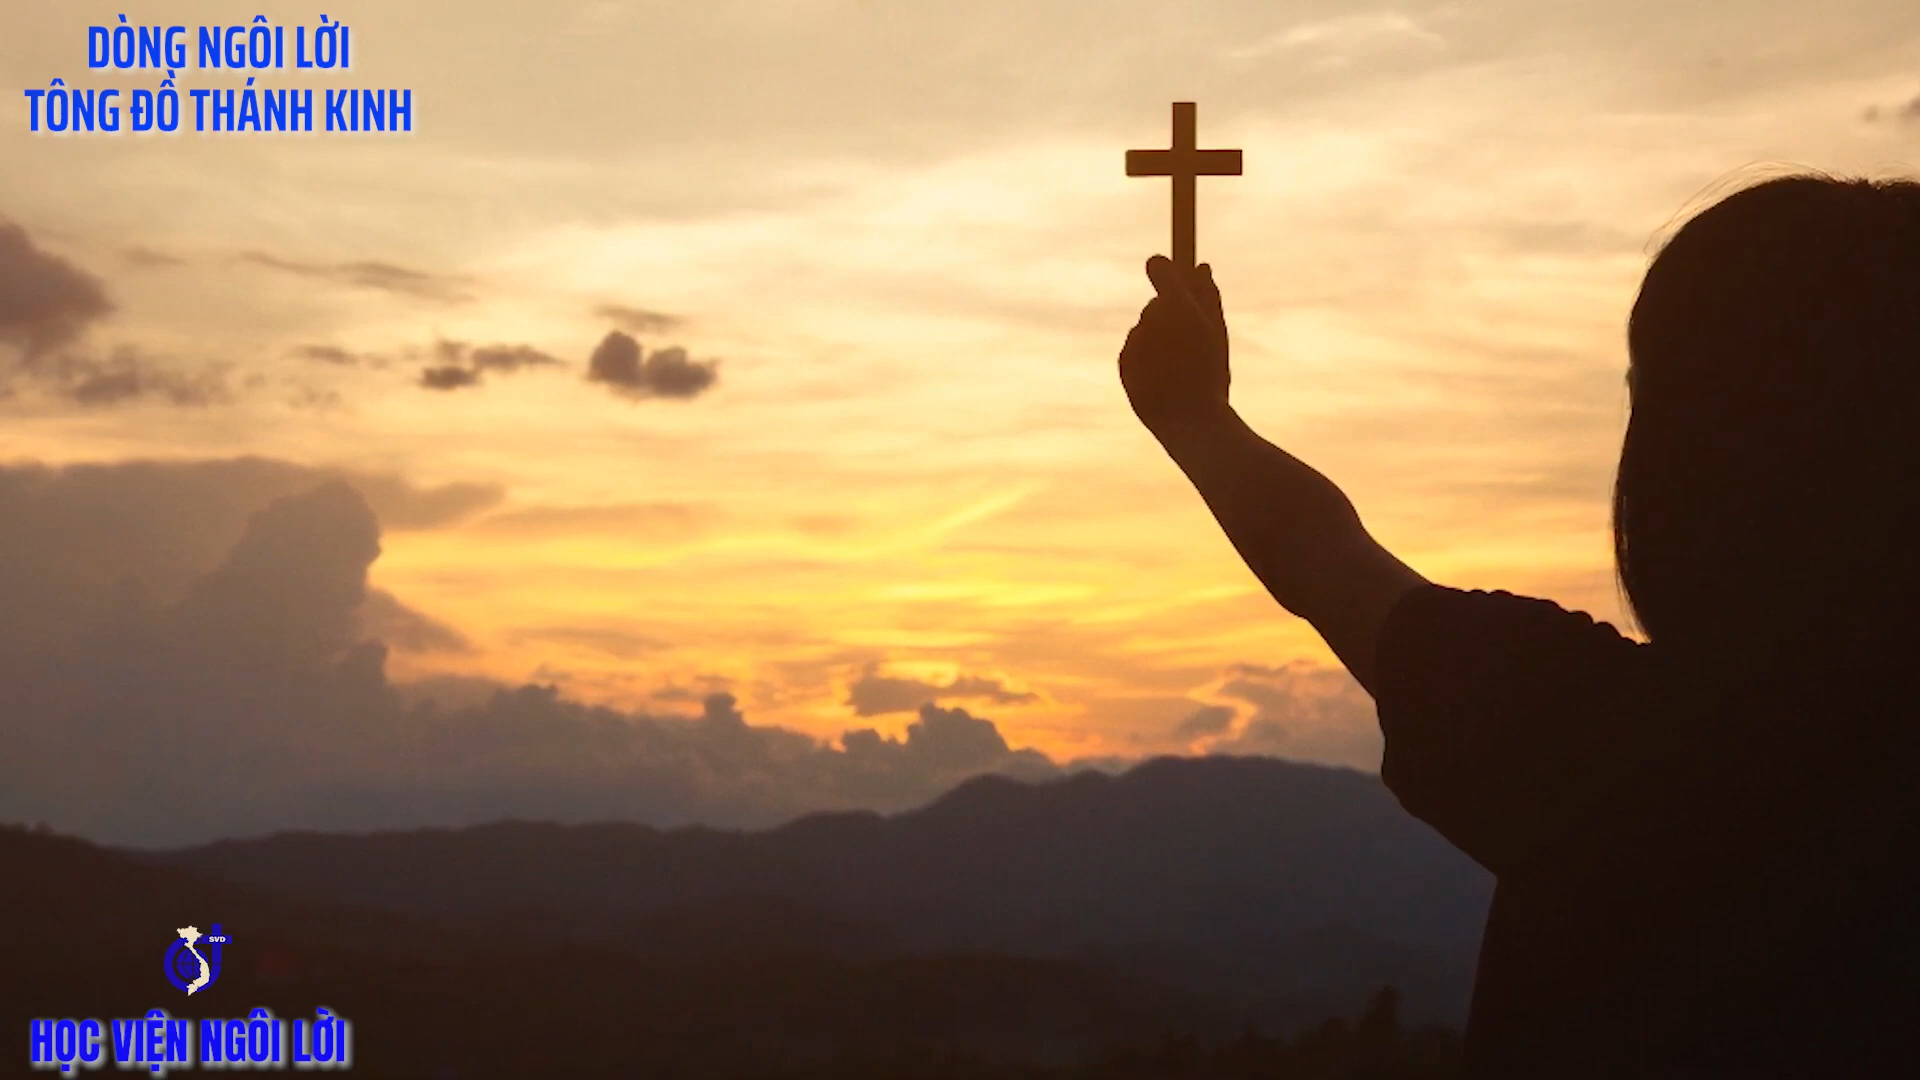 DÒNG NGÔI LỜI
TÔNG ĐỒ THÁNH KINH
SVD
HỌC VIỆN NGÔI LỜI